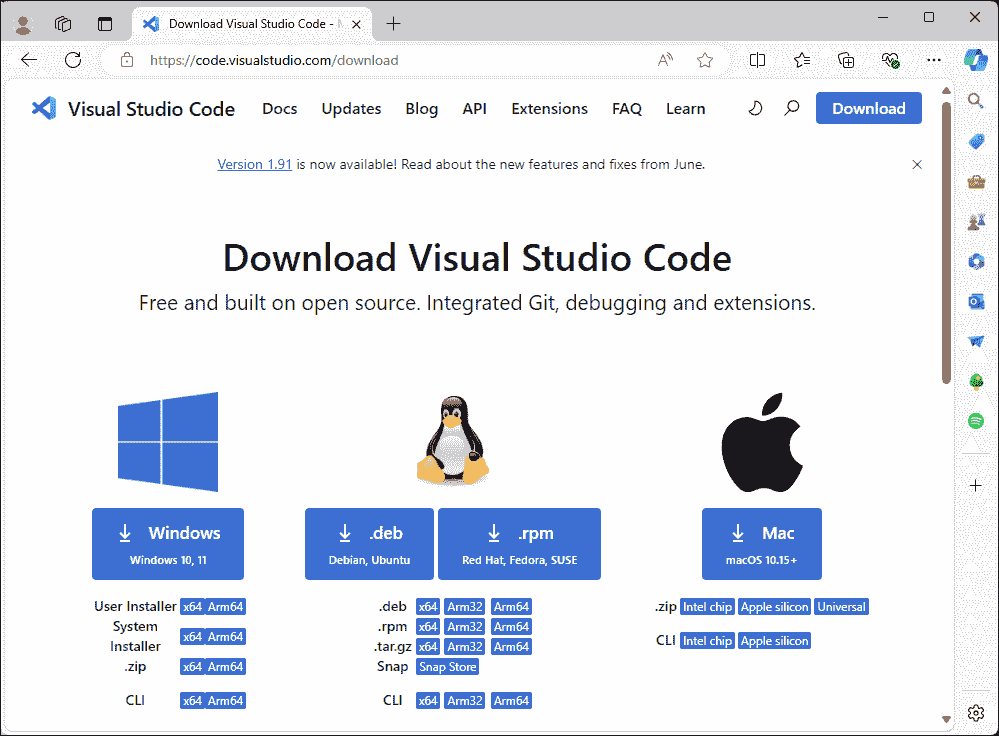 Download Visual Studio Code -
https://code.visualstudio.com/download
Visual Studio Code Docs Updates Blog API Extensions FAQ Learn Download
Version 1.91 is now available! Read about the new features and fixes from June.
Download Visual Studio Code
Free and built on open source. Integrated Git, debugging and extensions.
Windows
Windows 10, 11
.deb
Debian, Ubuntu
.rpm
Red Hat, Fedora, SUSE
Mac
macOS 10.15+
User Installer x64 Arm64
System
Installer x64 Arm64
.zip x64 Arm64
CLI x64 Arm64
.deb x64 Arm32 Arm64
.rpm x64 Arm32 Arm64
.tar.gz x64 Arm32 Arm64
Snap Snap Store
CLI x64 Arm32 Arm64
.zip Intel chip Apple silicon Universal
CLI Intel chip Apple silicon